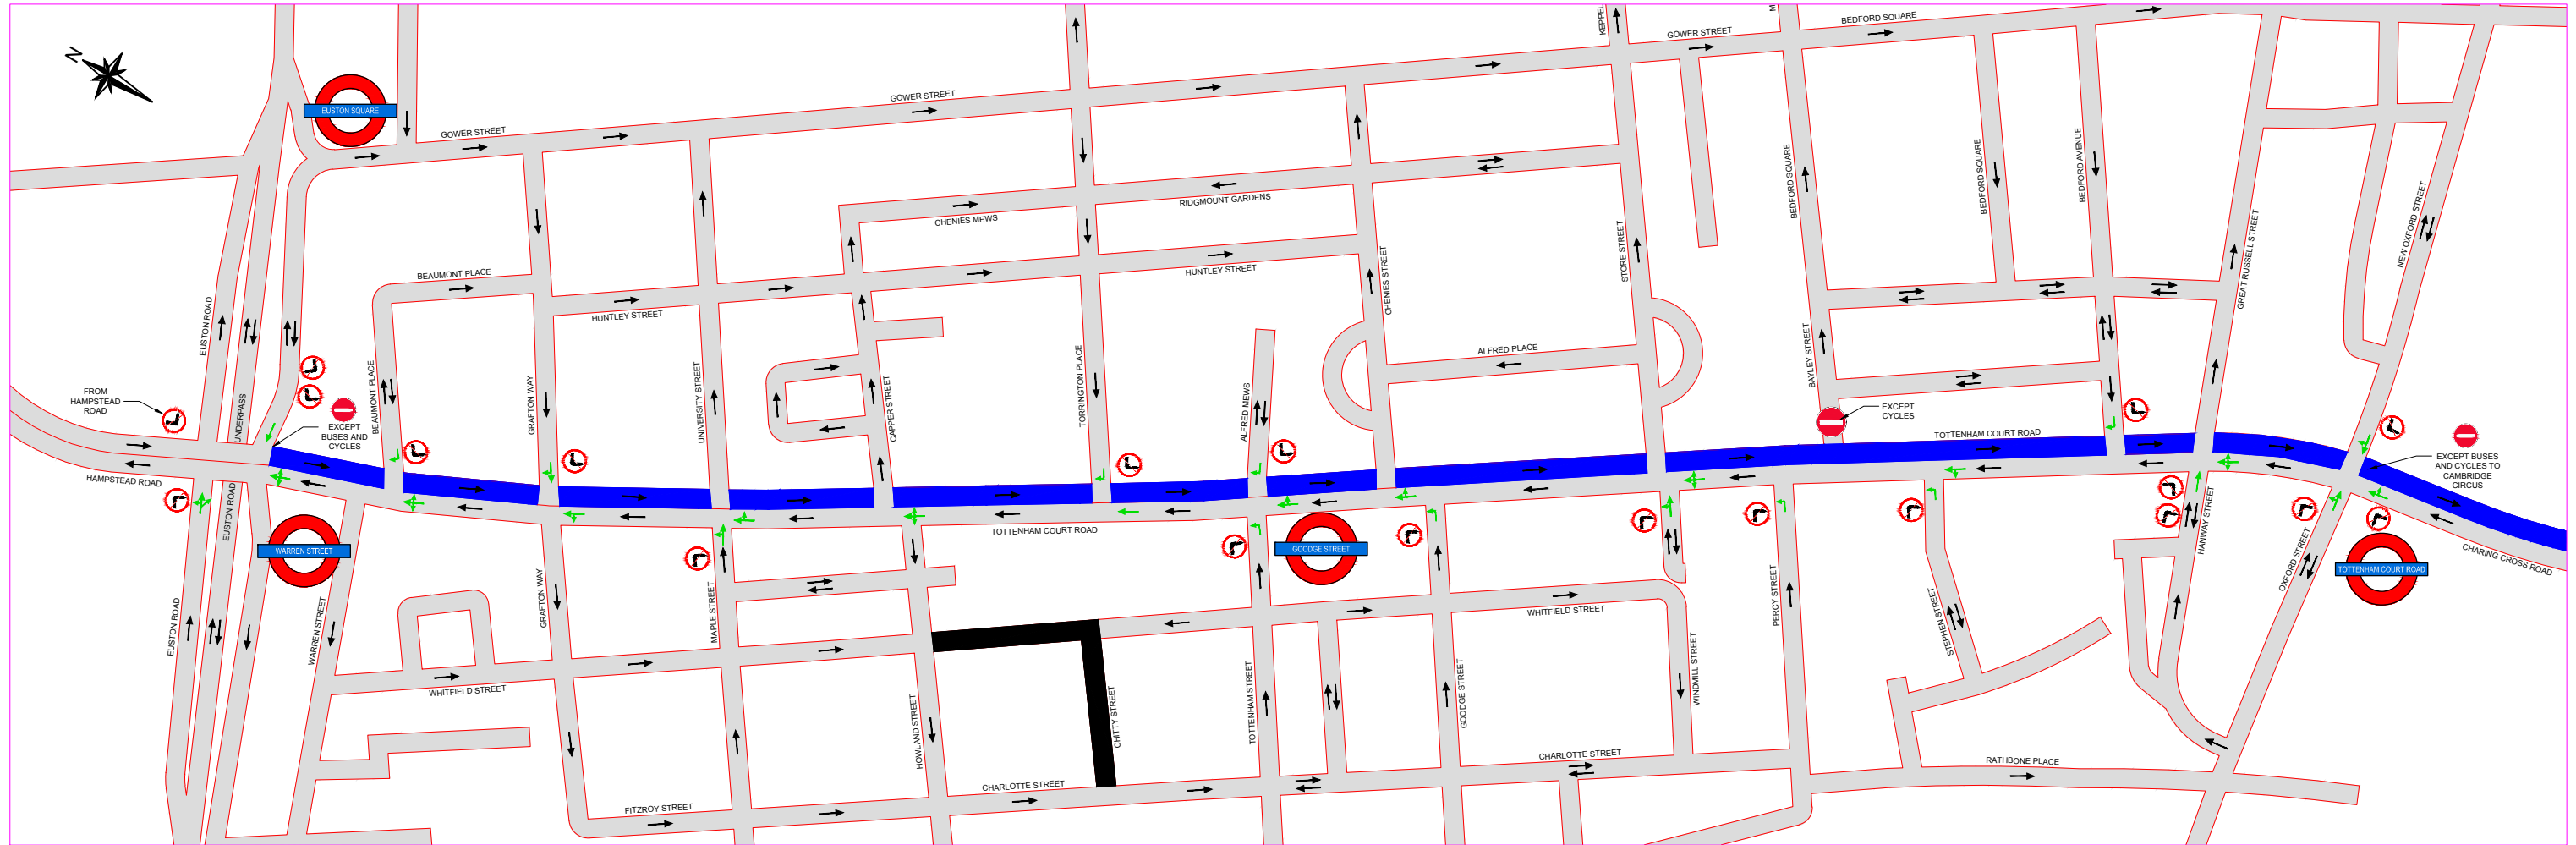 KEPPEL
M
BEDFORD SQUARE
GOWER STREET
N
GOWER STREET
EUSTON SQUARE
GOWER STREET
BEDFORD SQUARE
BEDFORD SQUARE
BEDFORD AVENUE
RIDGMOUNT GARDENS
CHENIES MEWS
NEW OXFORD STREET
GREAT RUSSELL STREET
STORE STREET
CHENIES STREET
BEAUMONT PLACE
HUNTLEY STREET
HUNTLEY STREET
EUSTON ROAD
ALFRED PLACE
BAYLEY STREET
FROM
HAMPSTEAD
ROAD
UNDERPASS
BEAUMONT PLACE
GRAFTON WAY
UNIVERSITY STREET
CAPPER STREET
TORRINGTON PLACE
ALFRED MEWS
EXCEPT
CYCLES
EXCEPT
BUSES AND
CYCLES
TOTTENHAM COURT ROAD
EXCEPT BUSES
AND CYCLES TO
CAMBRIDGE
CIRCUS
HAMPSTEAD ROAD
EUSTON ROAD
TOTTENHAM COURT ROAD
WARREN STREET
GOODGE STREET
HANWAY STREET
OXFORD STREET
CHARING CROSS ROAD
TOTTENHAM COURT ROAD
EUSTON ROAD
WARREN STREET
GRAFTON WAY
MAPLE STREET
WHITFIELD STREET
PERCY STREET
STEPHEN STREET
WHITFIELD STREET
HOWLAND STREET
CHITTY STREET
TOTTENHAM STREET
GOODGE STREET
WINDMILL STREET
CHARLOTTE STREET
RATHBONE PLACE
CHARLOTTE STREET
FITZROY STREET